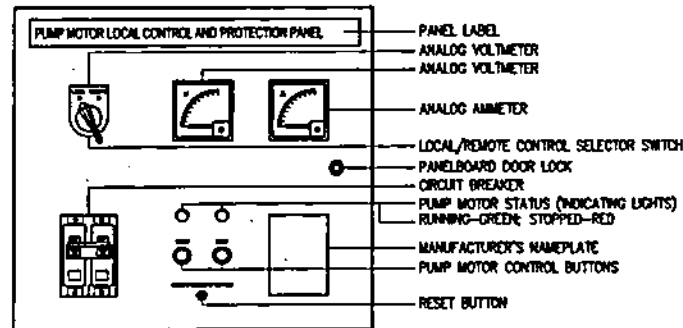 PUMP MOTOR LOCAL CONTROL AND PROTECTION PANEL
PANEL LABEL
ANALOG VOLTMETER
ANALOG VOLTMETER
ANALOG AMMETER
LOCAL/REMOTE CONTROL SELECTOR SWITCH
PANELBOARD DOOR LOCK
CIRCUIT BREAKER
PUMP MOTOR STATUS (INDICATING LIGHTS)
RUNNING-GREEN; STOPPED-RED
MANUFACTURER'S NAMEPLATE
PUMP MOTOR CONTROL BUTTONS
RESET BUTTON